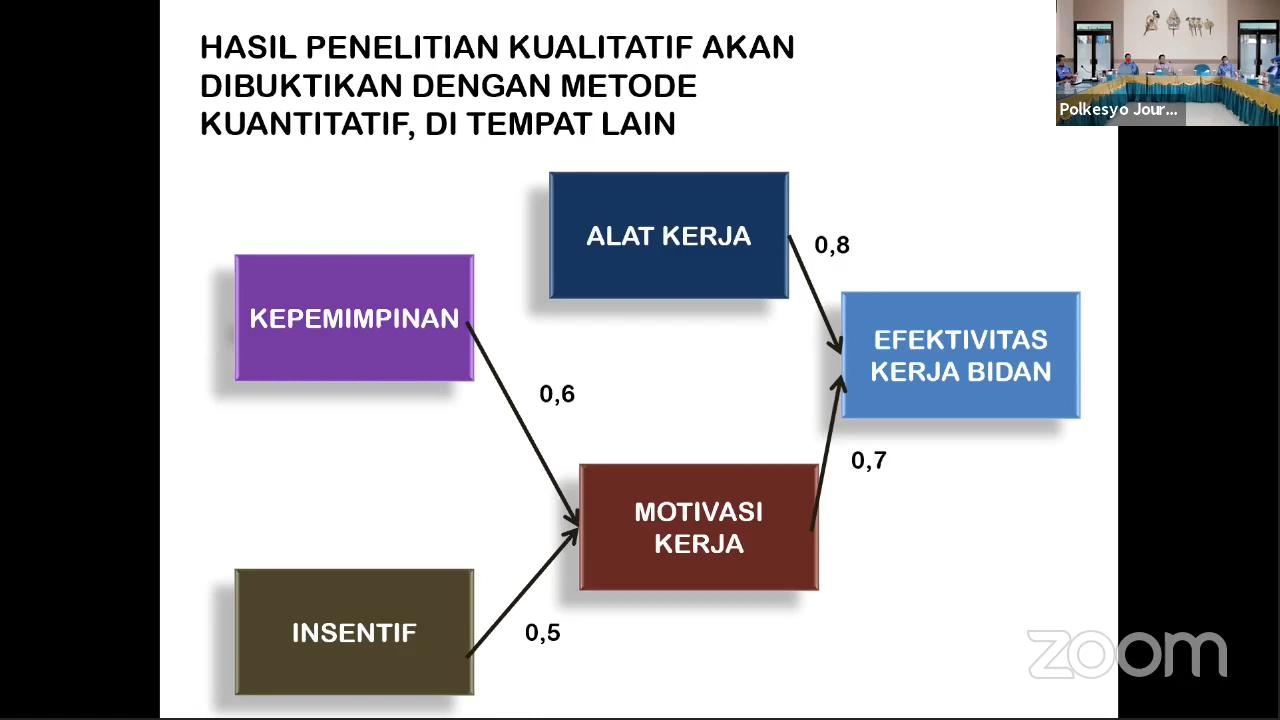 HASIL PENELITIAN KUALITATIF AKAN
DIBUKTIKAN DENGAN METODE
KUANTITATIF, DI TEMPAT LAIN
Polkesyo Jour...
ALAT KERJA
0,8
KEPEMIMPINAN
EFEKTIVITAS
KERJA BIDAN
0,6
0,7
MOTIVASI
KERJA
INSENTIF
0,5
zoom